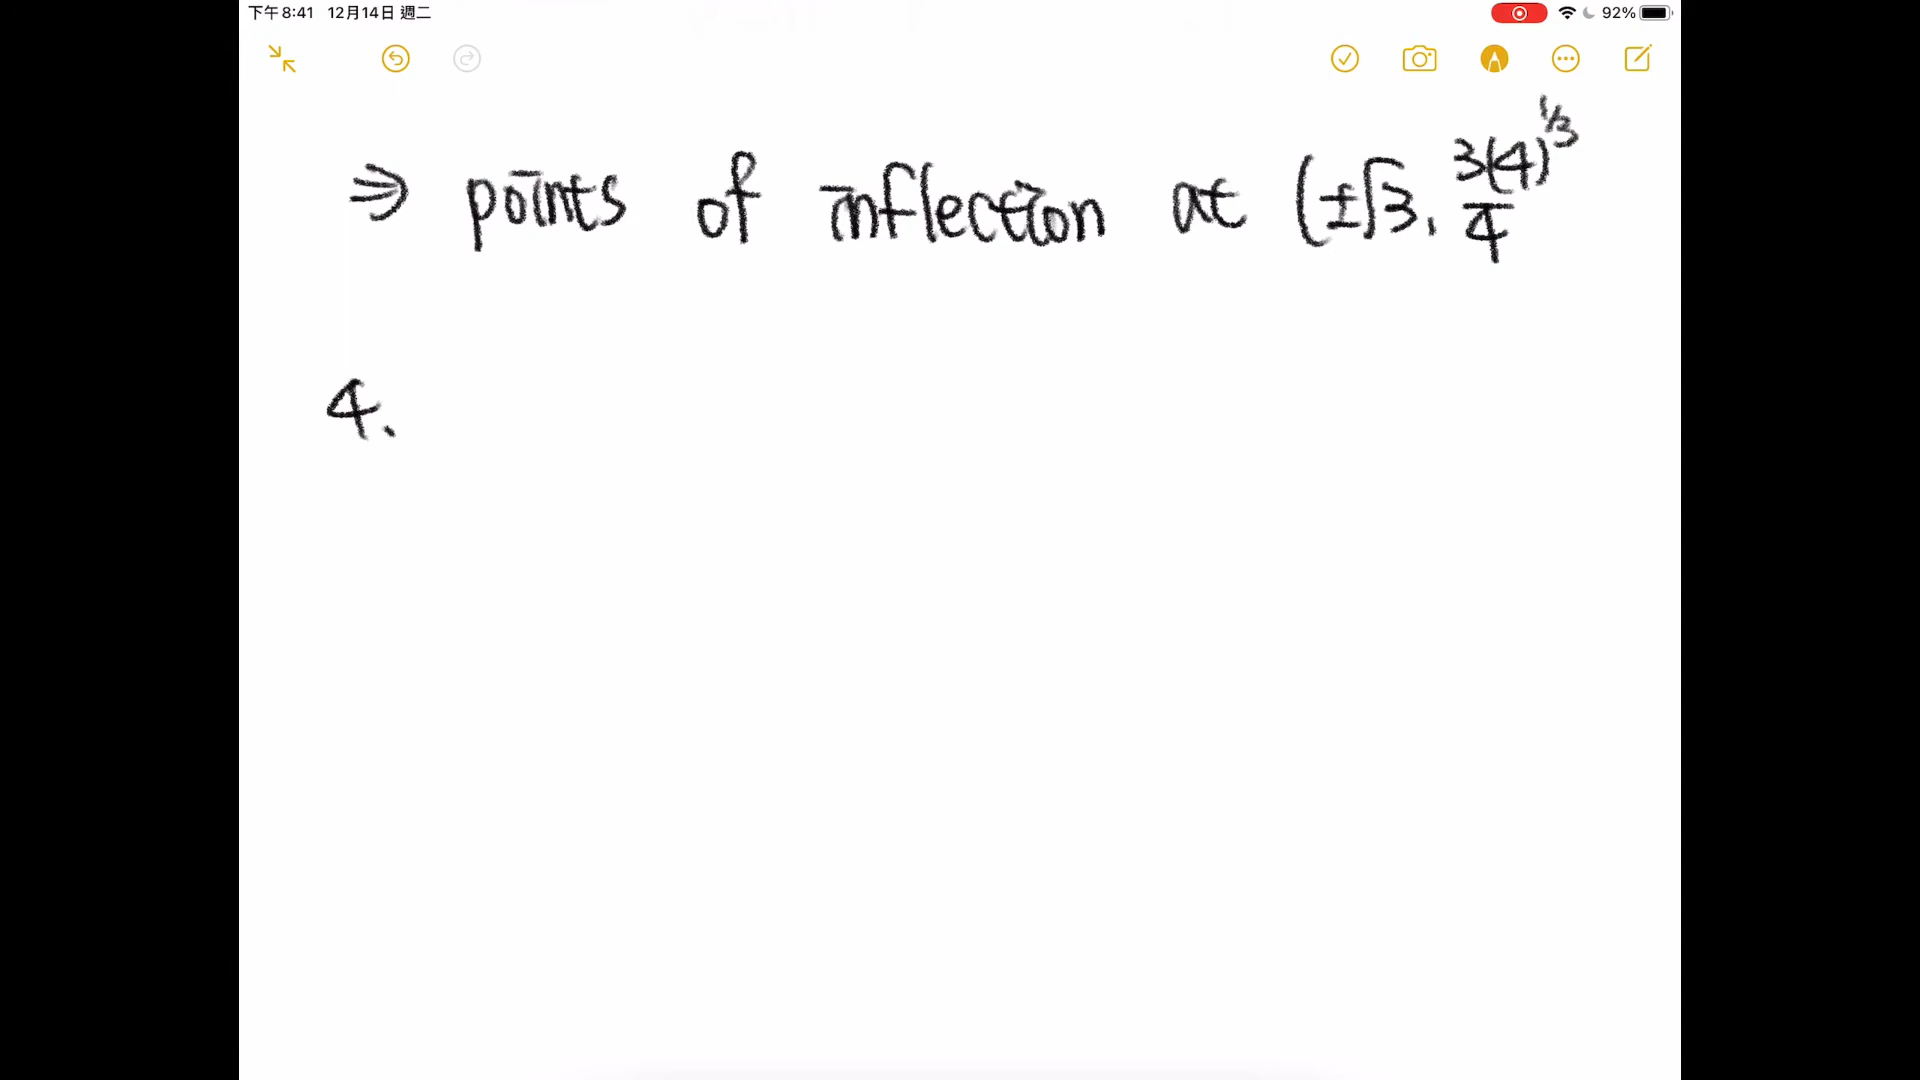 下午8:41 12月14日 週二 92%
⇒ points of inflection at (±√3, 3(4)^1/3 / 4
4.